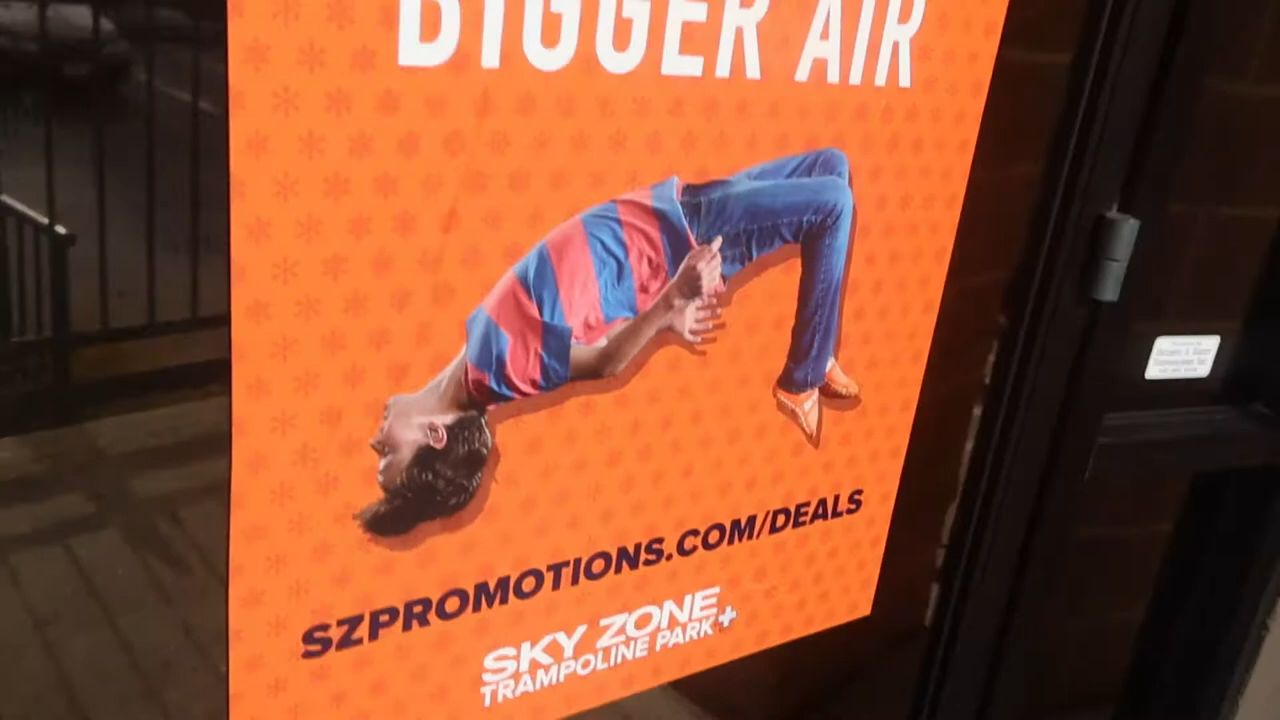 BIGGER AIR
SZPROMOTIONS.COM/DEALS
SKY ZONE
TRAMPOLINE PARK+